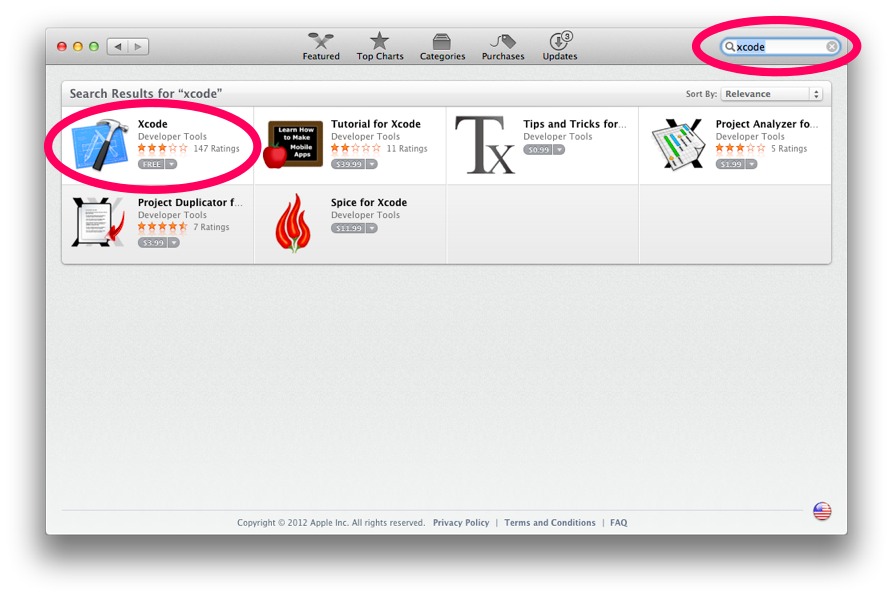 3
xcode
Featured
Top Charts
Categories
Purchases
Updates
Search Results for “xcode”
Sort By:
Relevance
Xcode
Developer Tools
147 Ratings
FREE
Learn How
to Make
Mobile
Apps
Tutorial for Xcode
Developer Tools
11 Ratings
$39.99
Tx
Tips and Tricks for...
Developer Tools
$0.99
Project Analyzer fo...
Developer Tools
5 Ratings
$1.99
Project Duplicator f...
Developer Tools
7 Ratings
$3.99
Spice for Xcode
Developer Tools
$11.99
Copyright © 2012 Apple Inc. All rights reserved. Privacy Policy | Terms and Conditions | FAQ